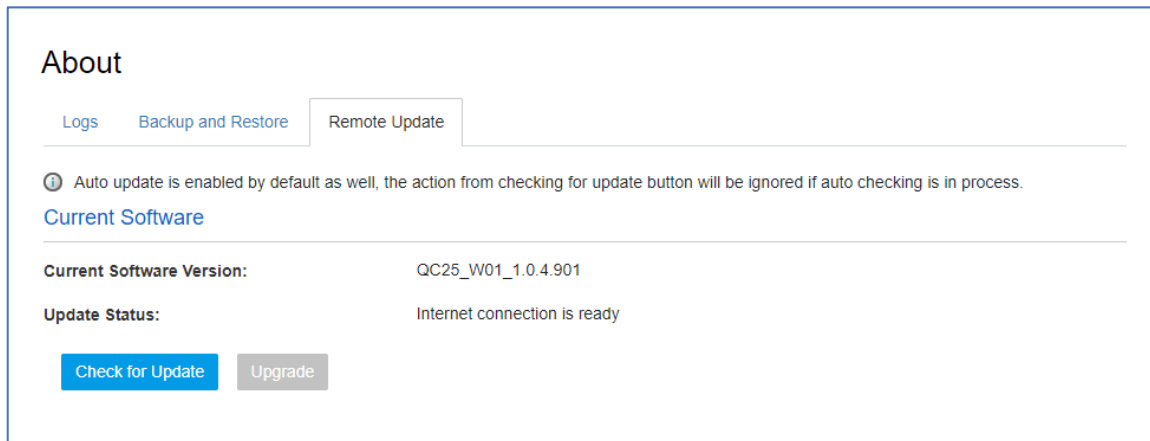 About
Logs Backup and Restore Remote Update
Auto update is enabled by default as well, the action from checking for update button will be ignored if auto checking is in process.
Current Software
Current Software Version: QC25_W01_1.0.4.901
Update Status: Internet connection is ready
Check for Update Upgrade